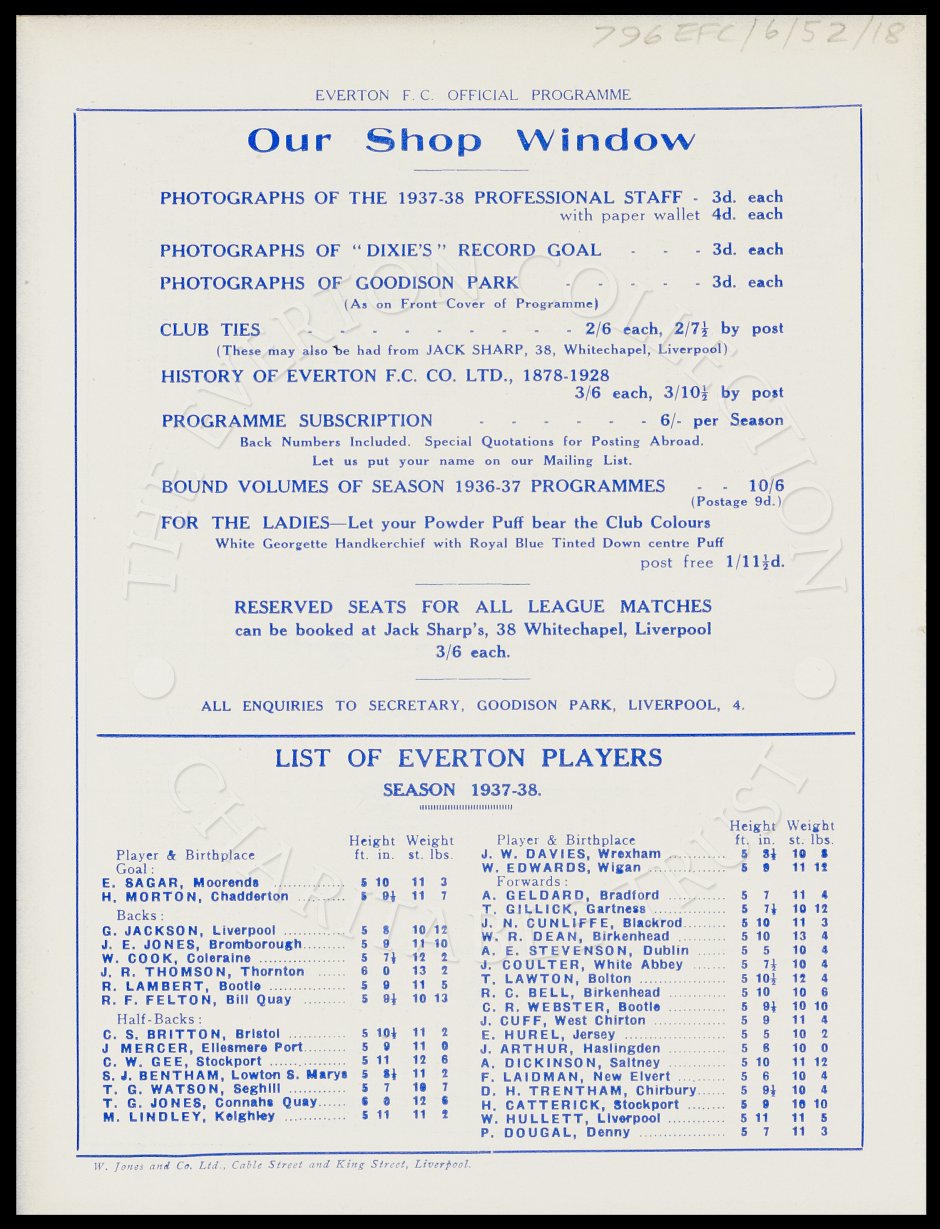 796 EFC/6/52/18
EVERTON F.C. OFFICIAL PROGRAMME
Our Shop Window
PHOTOGRAPHS OF THE 1937-38 PROFESSIONAL STAFF - 3d. each
with paper wallet 4d. each
PHOTOGRAPHS OF "DIXIE'S" RECORD GOAL - - - 3d. each
PHOTOGRAPHS OF GOODISON PARK - - - - - 3d. each
(As on Front Cover of Programme)
CLUB TIES - - - - - - - - - 2/6 each, 2/7½ by post
(These may also be had from JACK SHARP, 38, Whitechapel, Liverpool)
HISTORY OF EVERTON F.C. CO. LTD., 1878-1928
3/6 each, 3/10½ by post
PROGRAMME SUBSCRIPTION - - - - - - 6/- per Season
Back Numbers Included. Special Quotations for Posting Abroad.
Let us put your name on our Mailing List.
BOUND VOLUMES OF SEASON 1936-37 PROGRAMMES - - 10/6
(Postage 9d.)
FOR THE LADIES—Let your Powder Puff bear the Club Colours
White Georgette Handkerchief with Royal Blue Tinted Down centre Puff
post free 1/11½d.
RESERVED SEATS FOR ALL LEAGUE MATCHES
can be booked at Jack Sharp's, 38 Whitechapel, Liverpool
3/6 each.
ALL ENQUIRIES TO SECRETARY, GOODISON PARK, LIVERPOOL, 4.
THE EVERTON COLLECTION
CHARITABLE TRUST
LIST OF EVERTON PLAYERS
SEASON 1937-38.
Height Weight
Player & Birthplace ft. in. st. lbs.
Goal:
E. SAGAR, Moorends 5 10 11 3
H. MORTON, Chadderton 5 9½ 11 7
Backs:
G. JACKSON, Liverpool 5 8 10 12
J. E. JONES, Bromborough 5 9 11 10
W. COOK, Coleraine 5 7½ 12 2
J. R. THOMSON, Thornton 6 0 13 2
R. LAMBERT, Bootle 5 9 11 5
R. F. FELTON, Bill Quay 5 9½ 10 13
Half-Backs:
C. S. BRITTON, Bristol 5 10½ 11 2
J MERCER, Ellesmere Port 5 9 11 0
C. W. GEE, Stockport 5 11 12 6
S. J. BENTHAM, Lowton S. Marys 5 8½ 11 2
T. G. WATSON, Seghill 5 7 10 7
T. G. JONES, Connahs Quay 6 0 12 6
M. LINDLEY, Keighley 5 11 11 2
Height Weight
Player & Birthplace ft. in. st. lbs.
J. W. DAVIES, Wrexham 5 8½ 10 8
W. EDWARDS, Wigan 5 9 11 12
Forwards:
A. GELDARD, Bradford 5 7 11 4
T. GILLICK, Gartness 5 7½ 10 12
J. N. CUNLIFFE, Blackrod 5 10 11 3
W. R. DEAN, Birkenhead 5 10 13 4
A. E. STEVENSON, Dublin 5 5 10 4
J. COULTER, White Abbey 5 7½ 10 4
T. LAWTON, Bolton 5 10½ 12 4
R. C. BELL, Birkenhead 5 10 10 6
C. R. WEBSTER, Bootle 5 9½ 10 10
J. CUFF, West Chirton 5 9 11 4
E. HUREL, Jersey 5 5 10 2
J. ARTHUR, Haslingden 5 8 10 0
A. DICKINSON, Saltney 5 10 11 12
F. LAIDMAN, New Elvert 5 6 10 4
D. H. TRENTHAM, Chirbury 5 9½ 10 4
H. CATTERICK, Stockport 5 9 10 10
W. HULLETT, Liverpool 5 11 11 5
P. DOUGAL, Denny 5 7 11 3
W. Jones and Co. Ltd., Cable Street and King Street, Liverpool.